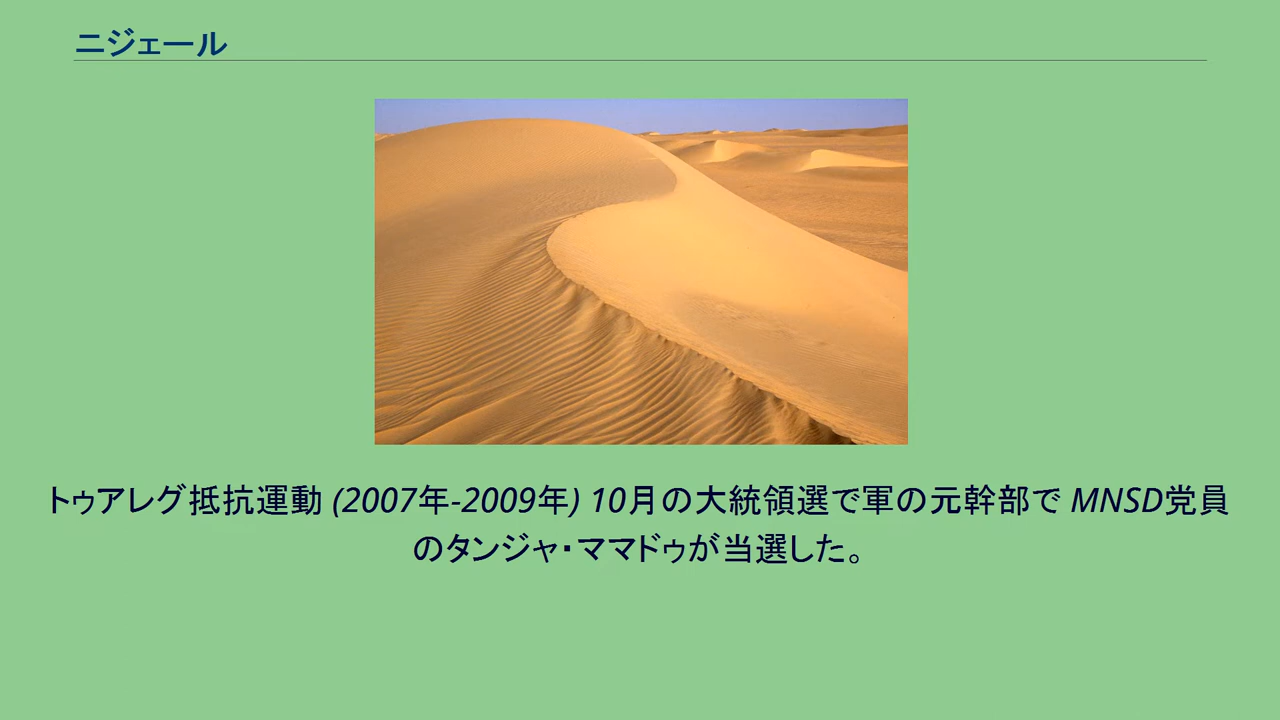 ニジェール
トゥアレグ抵抗運動 (2007年-2009年) 10月の大統領選で軍の元幹部で MNSD党員
のタンジャ・ママドゥが当選した。